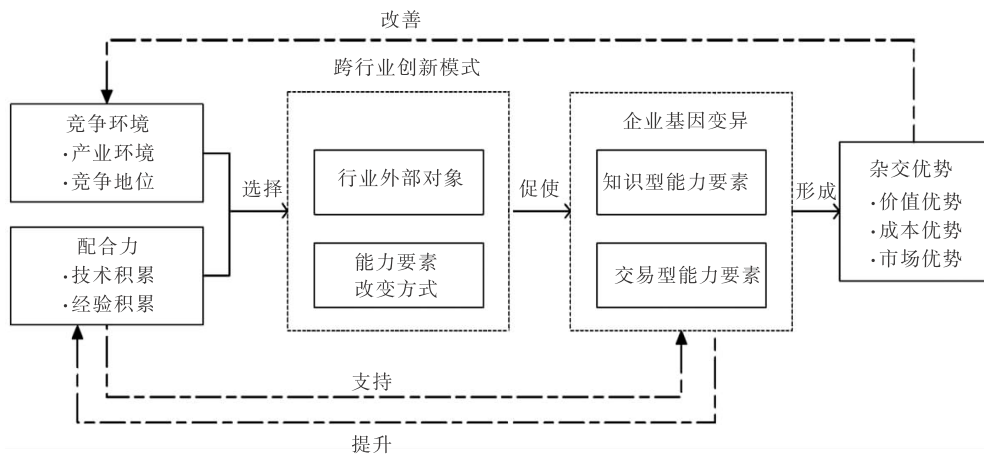 改善
跨行业创新模式
竞争环境
·产业环境
·竞争地位
配合力
·技术积累
·经验积累
选择
行业外部对象
能力要素
改变方式
促使
企业基因变异
知识型能力要素
交易型能力要素
形成
杂交优势
·价值优势
·成本优势
·市场优势
支持
提升